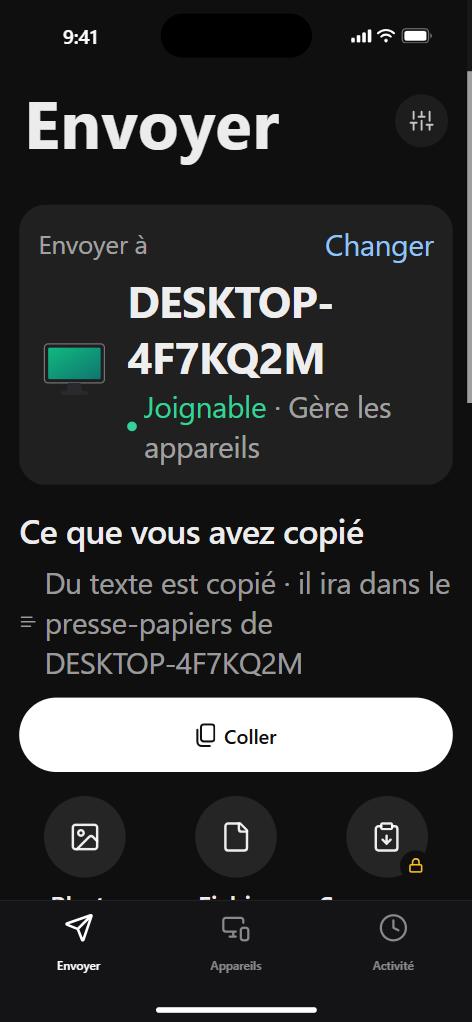 9:41
Envoyer
Envoyer à
Changer
DESKTOP-
4F7KQ2M
Joignable · Gère les
appareils
Ce que vous avez copié
Du texte est copié · il ira dans le
presse-papiers de
DESKTOP-4F7KQ2M
Coller
Envoyer
Appareils
Activité